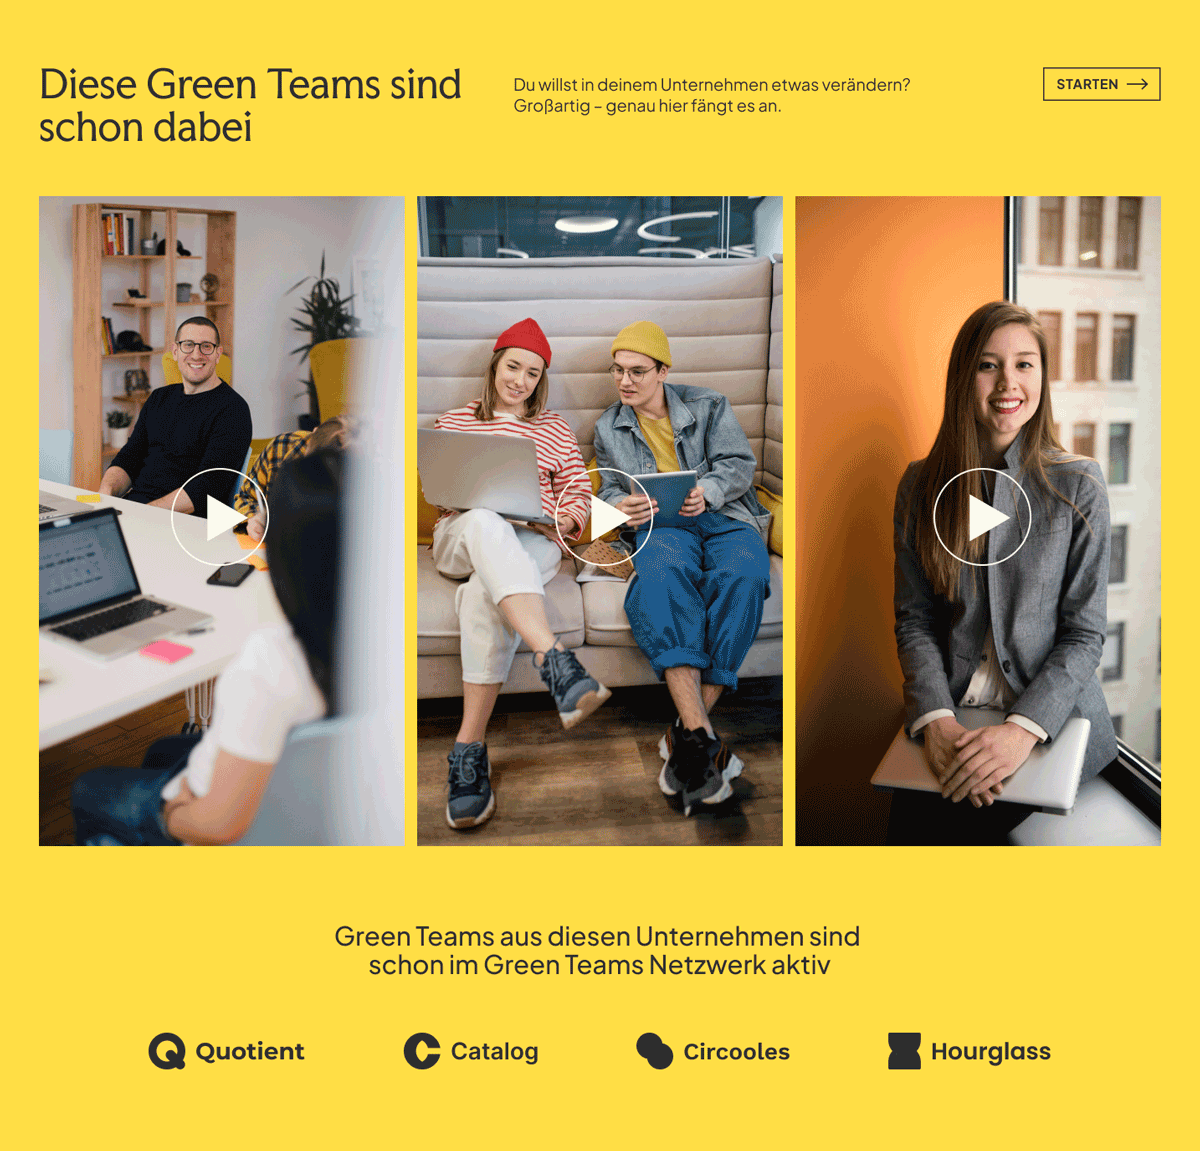 Diese Green Teams sind
schon dabei
Du willst in deinem Unternehmen etwas verändern?
Großartig – genau hier fängt es an.
STARTEN
Green Teams aus diesen Unternehmen sind
schon im Green Teams Netzwerk aktiv
Quotient
Catalog
Circooles
Hourglass